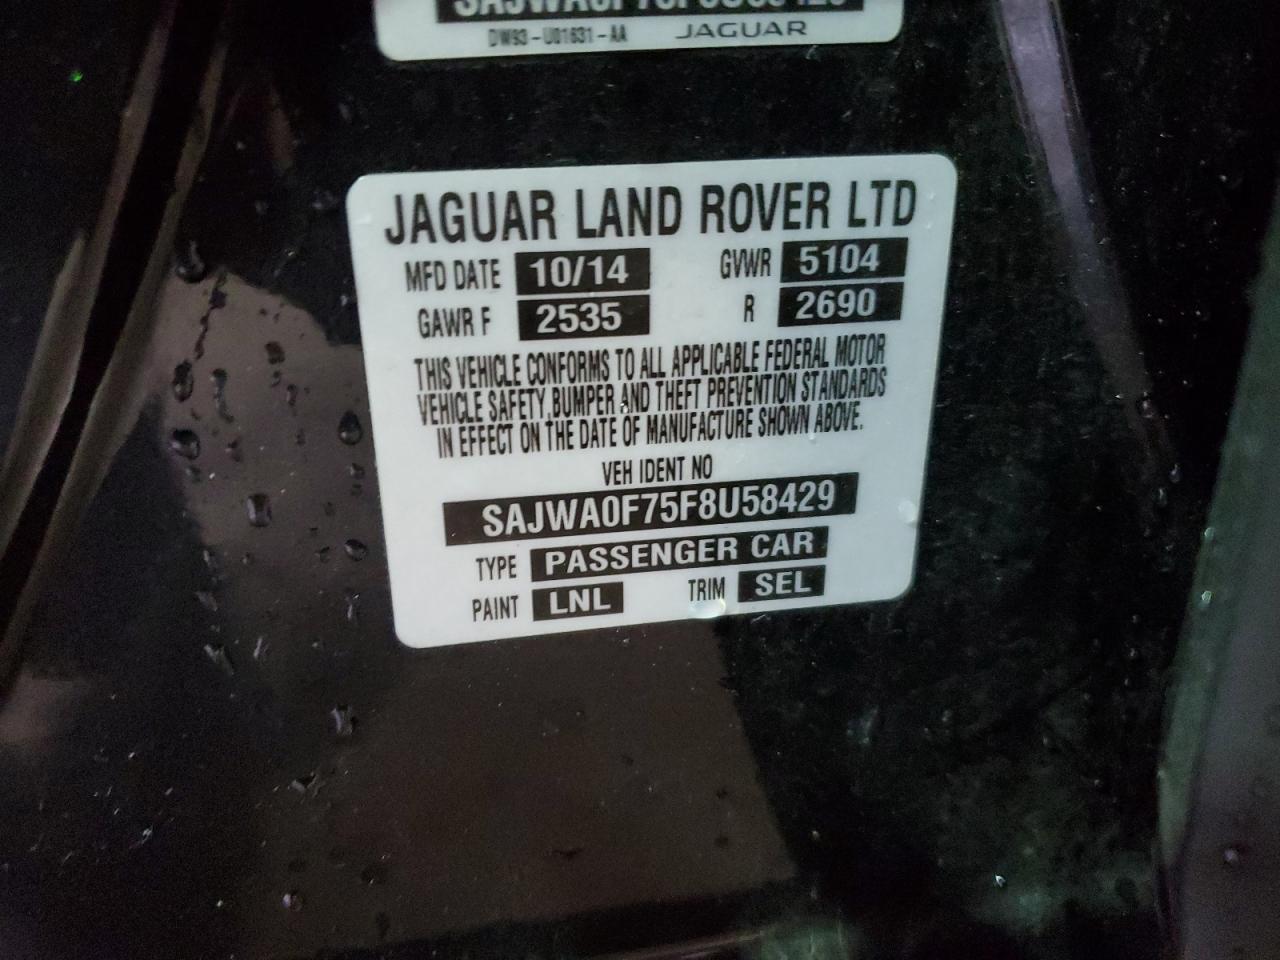 DW93-U01631-AA JAGUAR
JAGUAR LAND ROVER LTD
MFD DATE 10/14 GVWR 5104
GAWR F 2535 R 2690
THIS VEHICLE CONFORMS TO ALL APPLICABLE FEDERAL MOTOR
VEHICLE SAFETY,BUMPER AND THEFT PREVENTION STANDARDS
IN EFFECT ON THE DATE OF MANUFACTURE SHOWN ABOVE.
VEH IDENT NO
SAJWA0F75F8U58429
TYPE PASSENGER CAR
PAINT LNL TRIM SEL